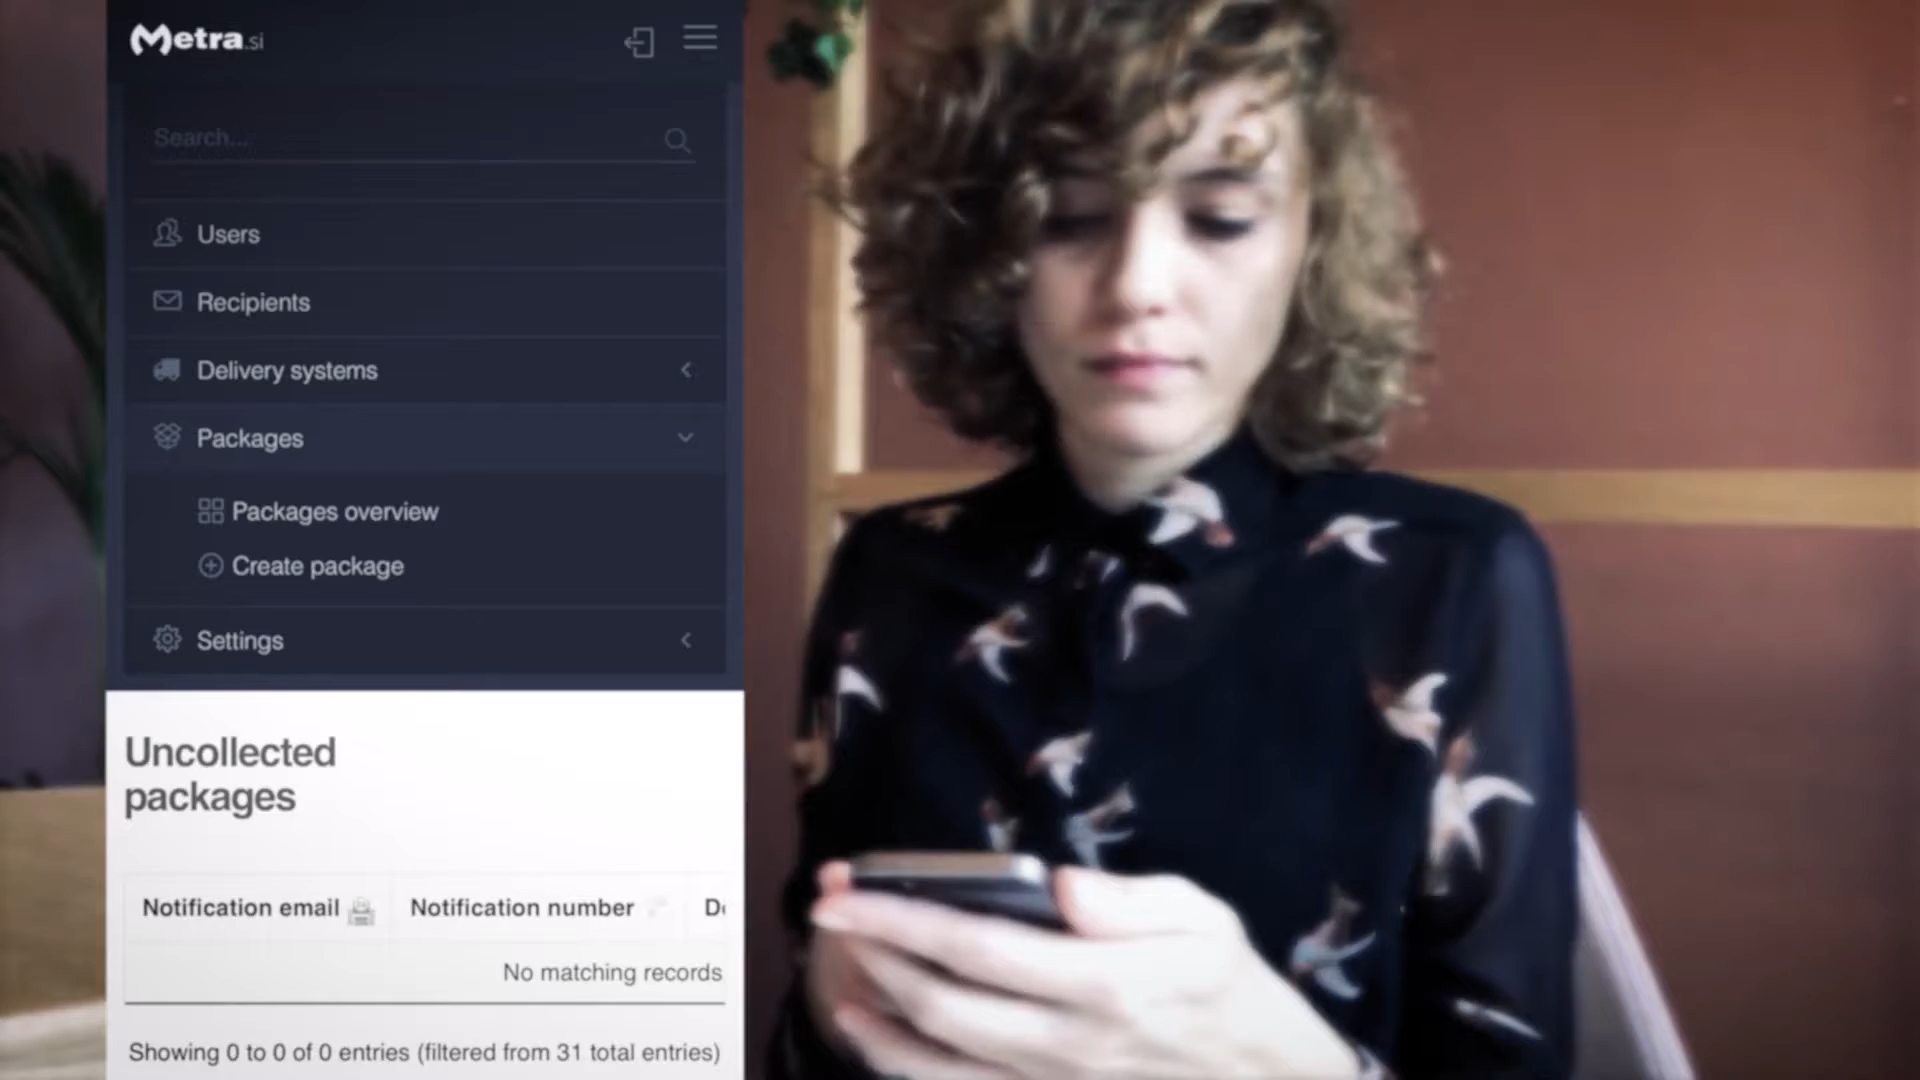 Metra.si
Search...
Users
Recipients
Delivery systems
Packages
Packages overview
Create package
Settings
Uncollected
packages
Notification email Notification number
No matching records
Showing 0 to 0 of 0 entries (filtered from 31 total entries)